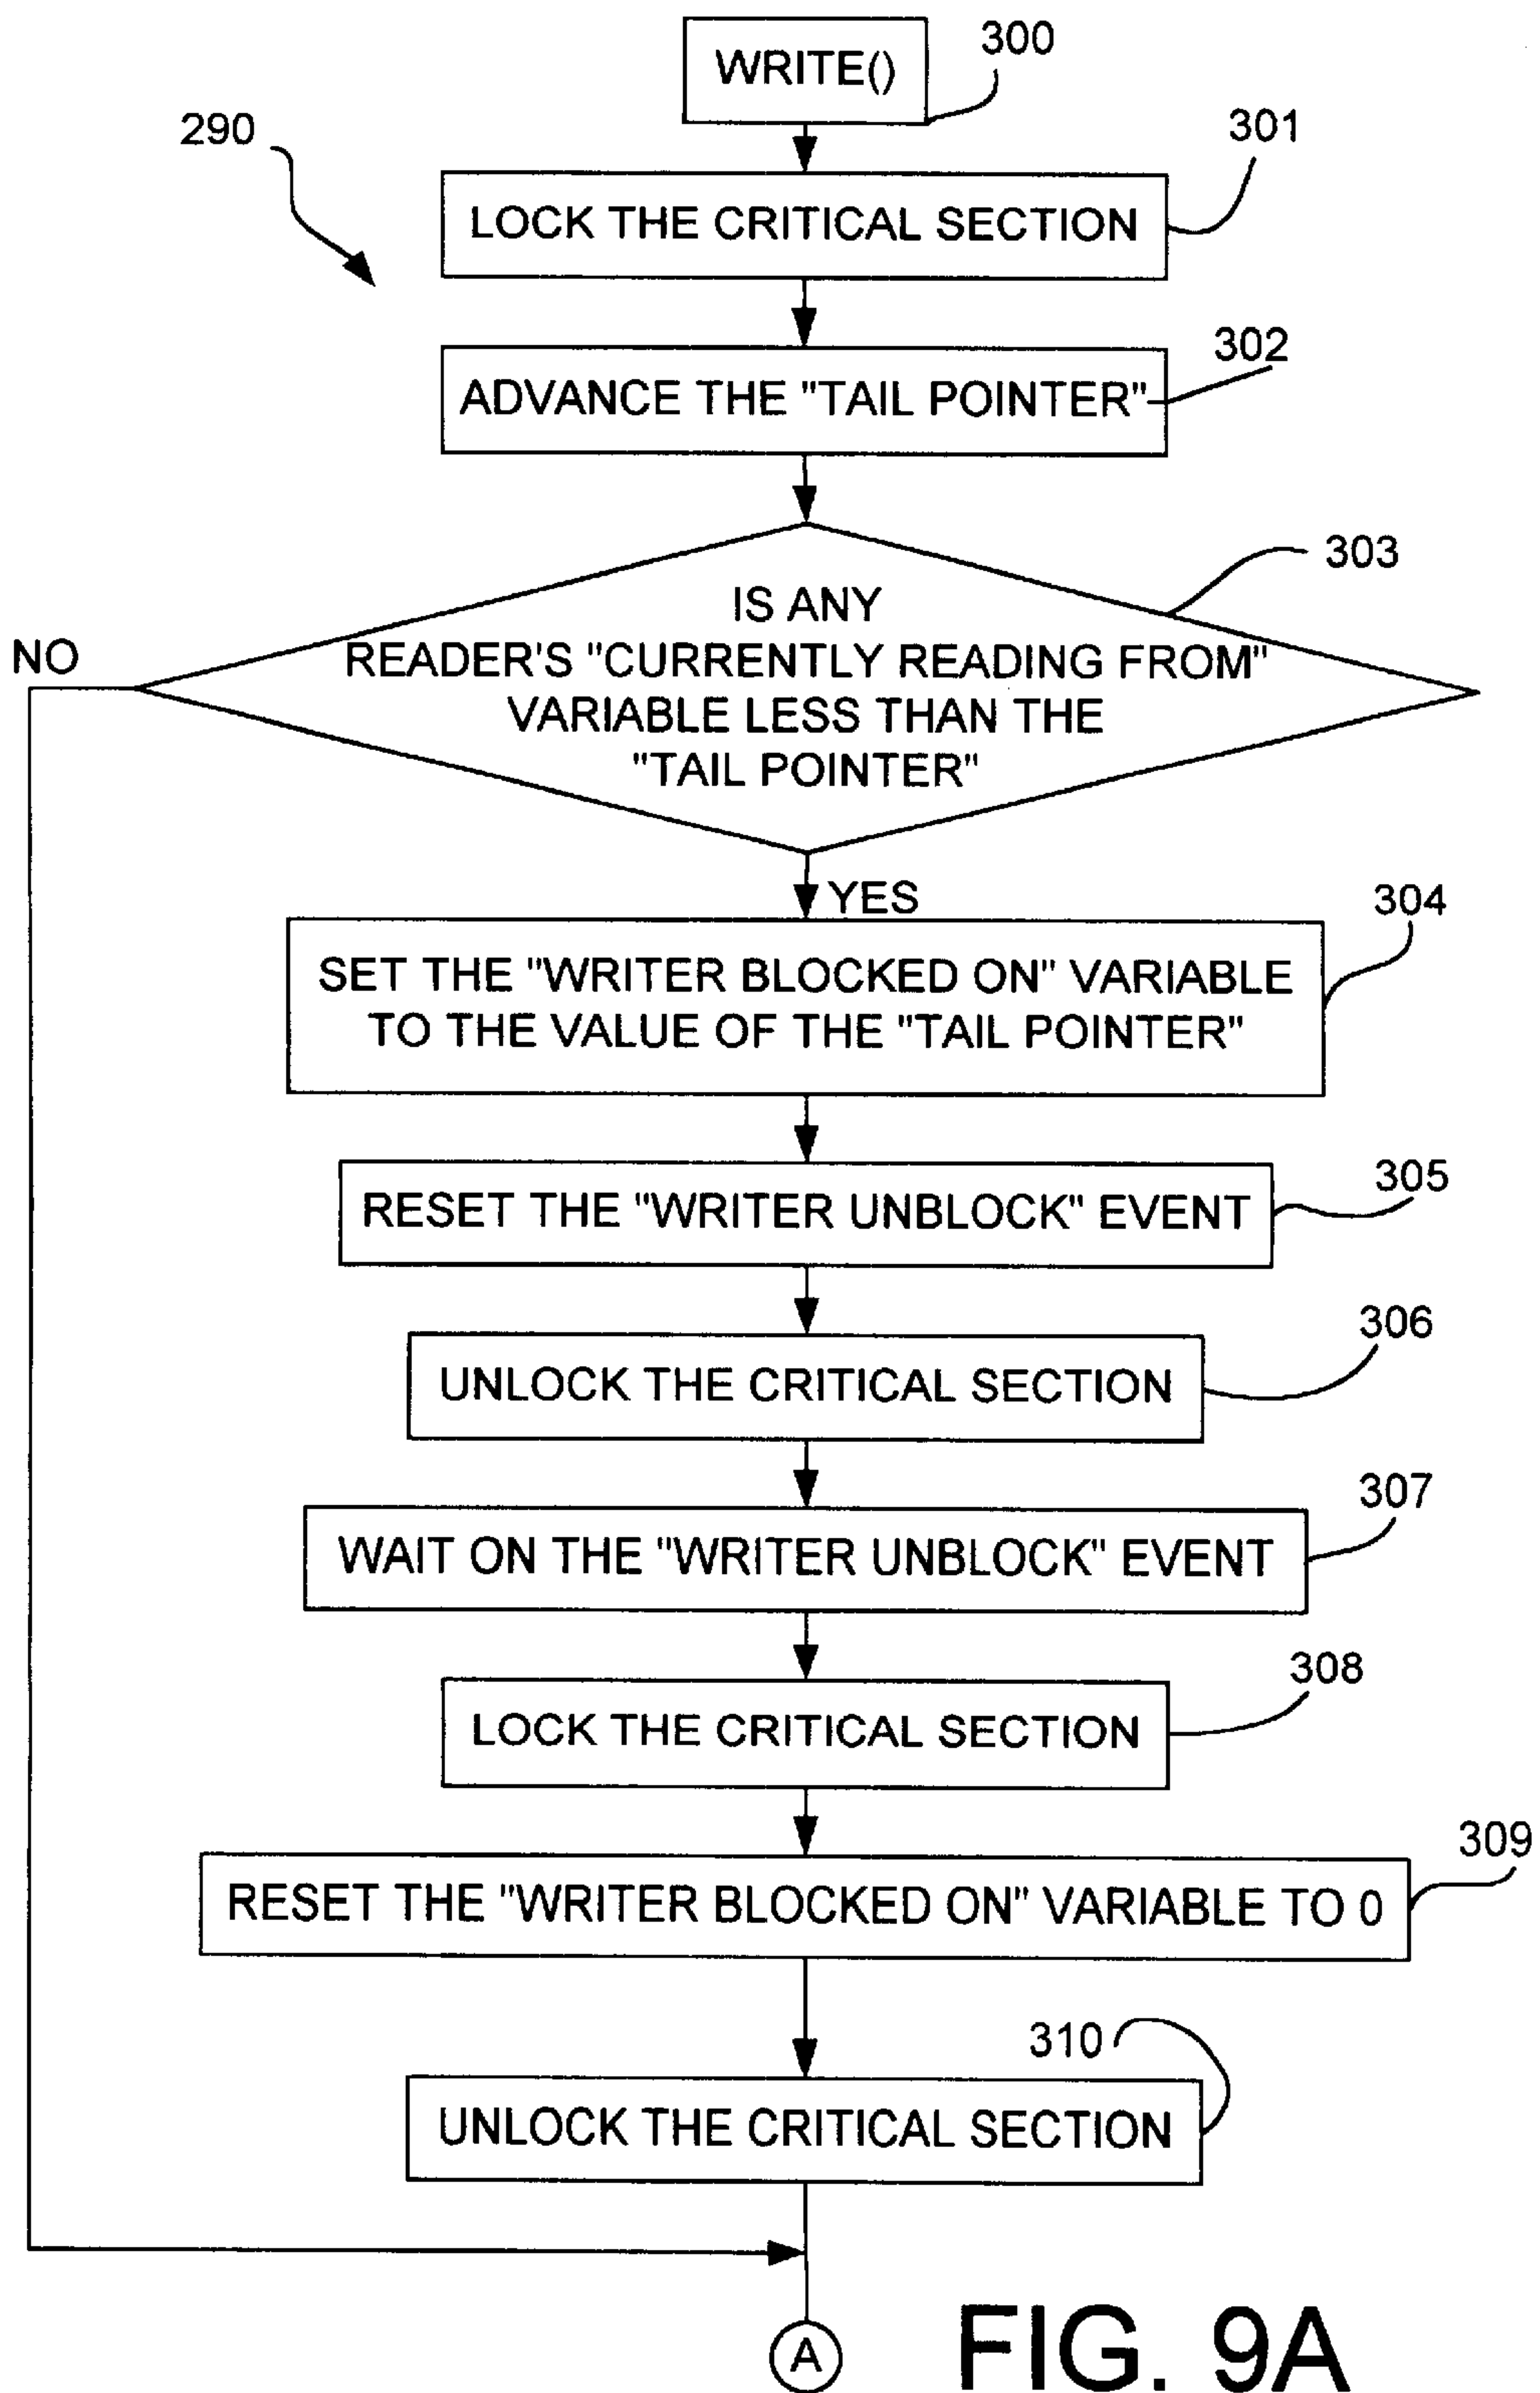 WRITE()
300
290
301
LOCK THE CRITICAL SECTION
302
ADVANCE THE "TAIL POINTER"
303
IS ANY
NO
READER'S "CURRENTLY READING FROM"
VARIABLE LESS THAN THE
"TAIL POINTER"
YES
304
SET THE "WRITER BLOCKED ON" VARIABLE
TO THE VALUE OF THE "TAIL POINTER"
305
RESET THE "WRITER UNBLOCK" EVENT
306
UNLOCK THE CRITICAL SECTION
307
WAIT ON THE "WRITER UNBLOCK" EVENT
308
LOCK THE CRITICAL SECTION
309
RESET THE "WRITER BLOCKED ON" VARIABLE TO 0
310
UNLOCK THE CRITICAL SECTION
A
FIG. 9A